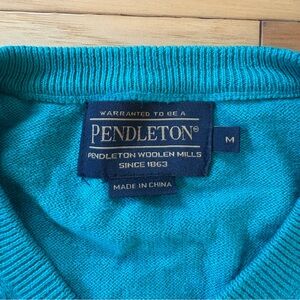 WARRANTED TO BE A
PENDLETON®
M
PENDLETON WOOLEN MILLS
SINCE 1863
MADE IN CHINA